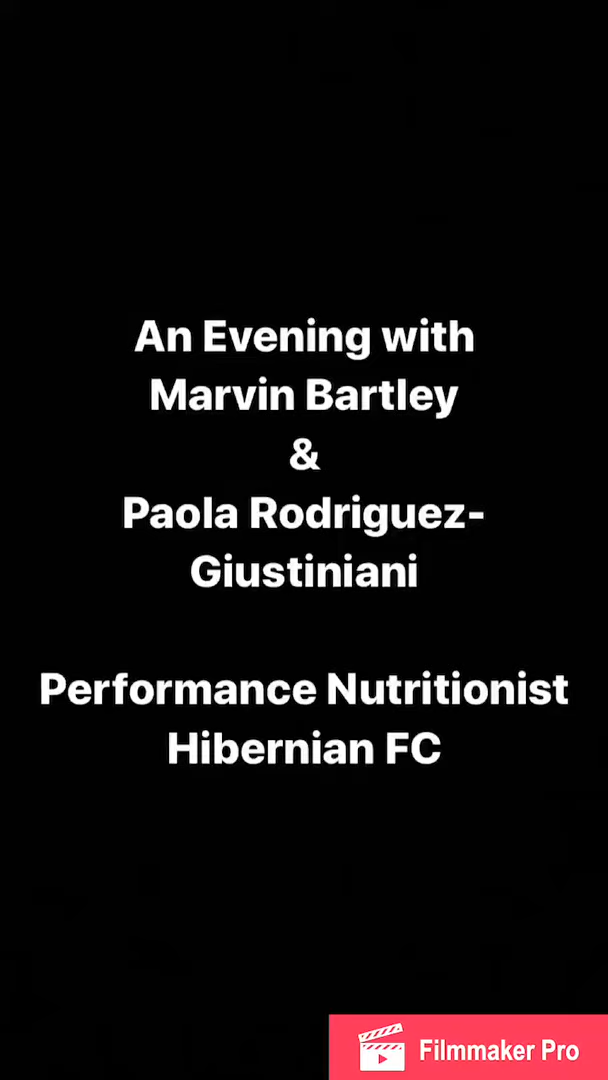 An Evening with
Marvin Bartley
&
Paola Rodriguez-
Giustiniani
Performance Nutritionist
Hibernian FC
Filmmaker Pro